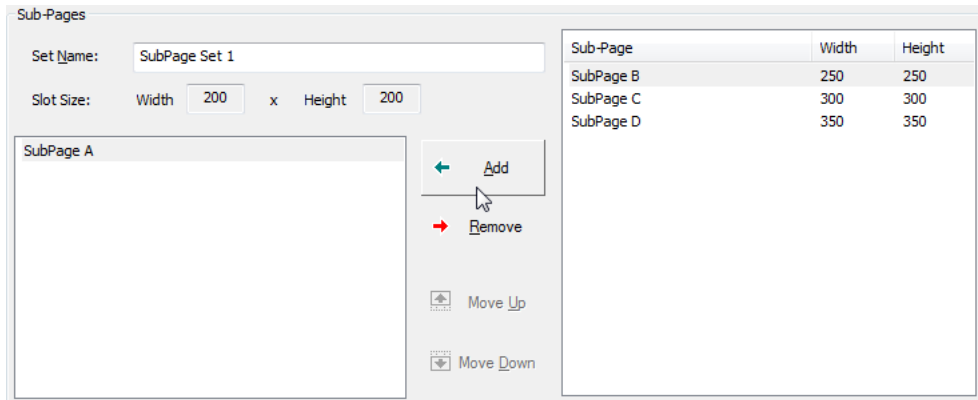 Sub-Pages
Set Name: SubPage Set 1
Slot Size: Width 200 x Height 200
SubPage A
Add
Remove
Move Up
Move Down
Sub-Page Width Height
SubPage B 250 250
SubPage C 300 300
SubPage D 350 350